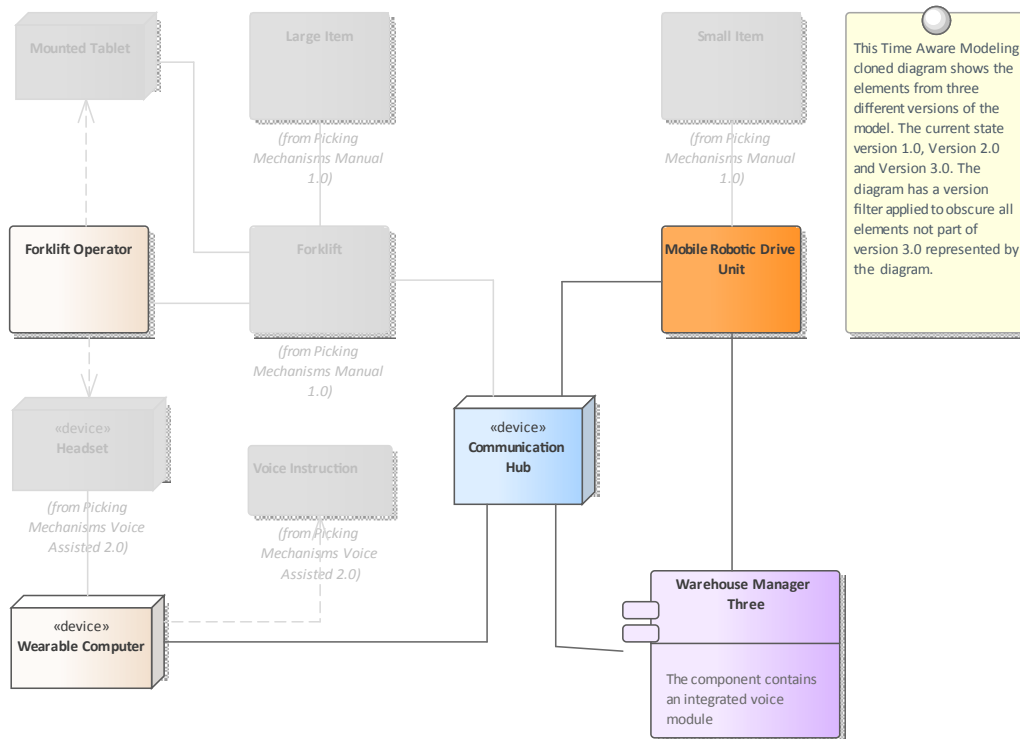 Mounted Tablet
Large Item
(from Picking
Mechanisms Manual
1.0)
Small Item
(from Picking
Mechanisms Manual
1.0)
This Time Aware Modeling
cloned diagram shows the
elements from three
different versions of the
model. The current state
version 1.0, Version 2.0
and Version 3.0. The
diagram has a version
filter applied to obscure all
elements not part of
version 3.0 represented by
the diagram.
Forklift Operator
Forklift
(from Picking
Mechanisms Manual
1.0)
Mobile Robotic Drive
Unit
«device»
Headset
(from Picking
Mechanisms Voice
Assisted 2.0)
Voice Instruction
(from Picking
Mechanisms Voice
Assisted 2.0)
«device»
Communication
Hub
«device»
Wearable Computer
Warehouse Manager
Three
The component contains
an integrated voice
module